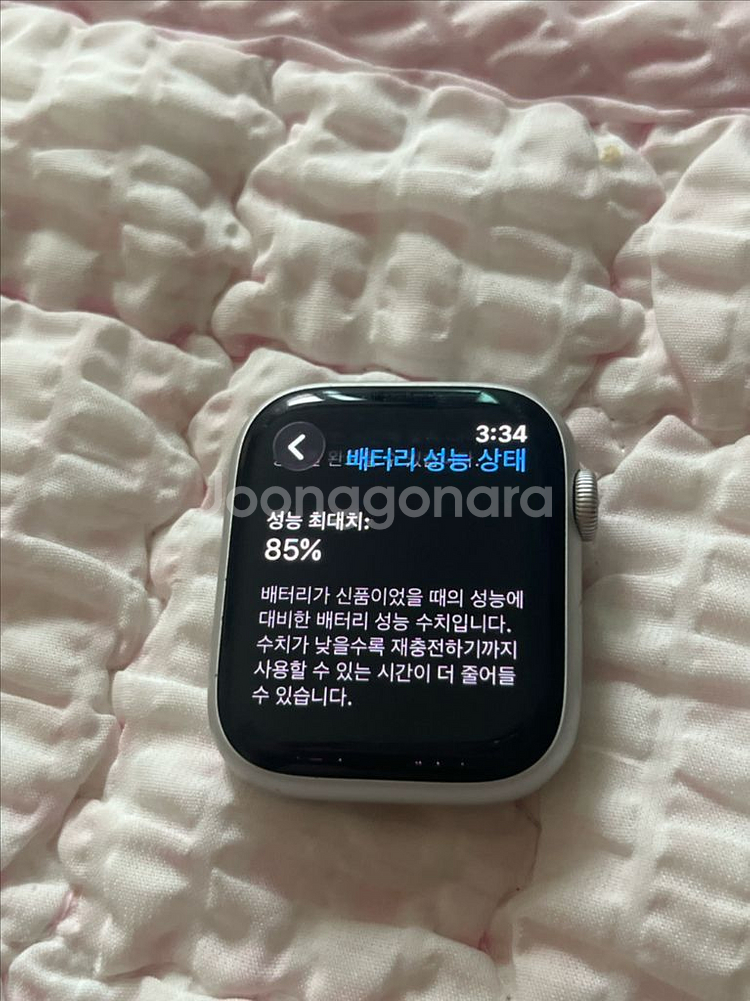 3:34
배터리 성능 상태
Joonggonara
성능 최대치:
85%
배터리가 신품이었을 때의 성능에
대비한 배터리 성능 수치입니다.
수치가 낮을수록 재충전하기까지
사용할 수 있는 시간이 더 줄어들
수 있습니다.